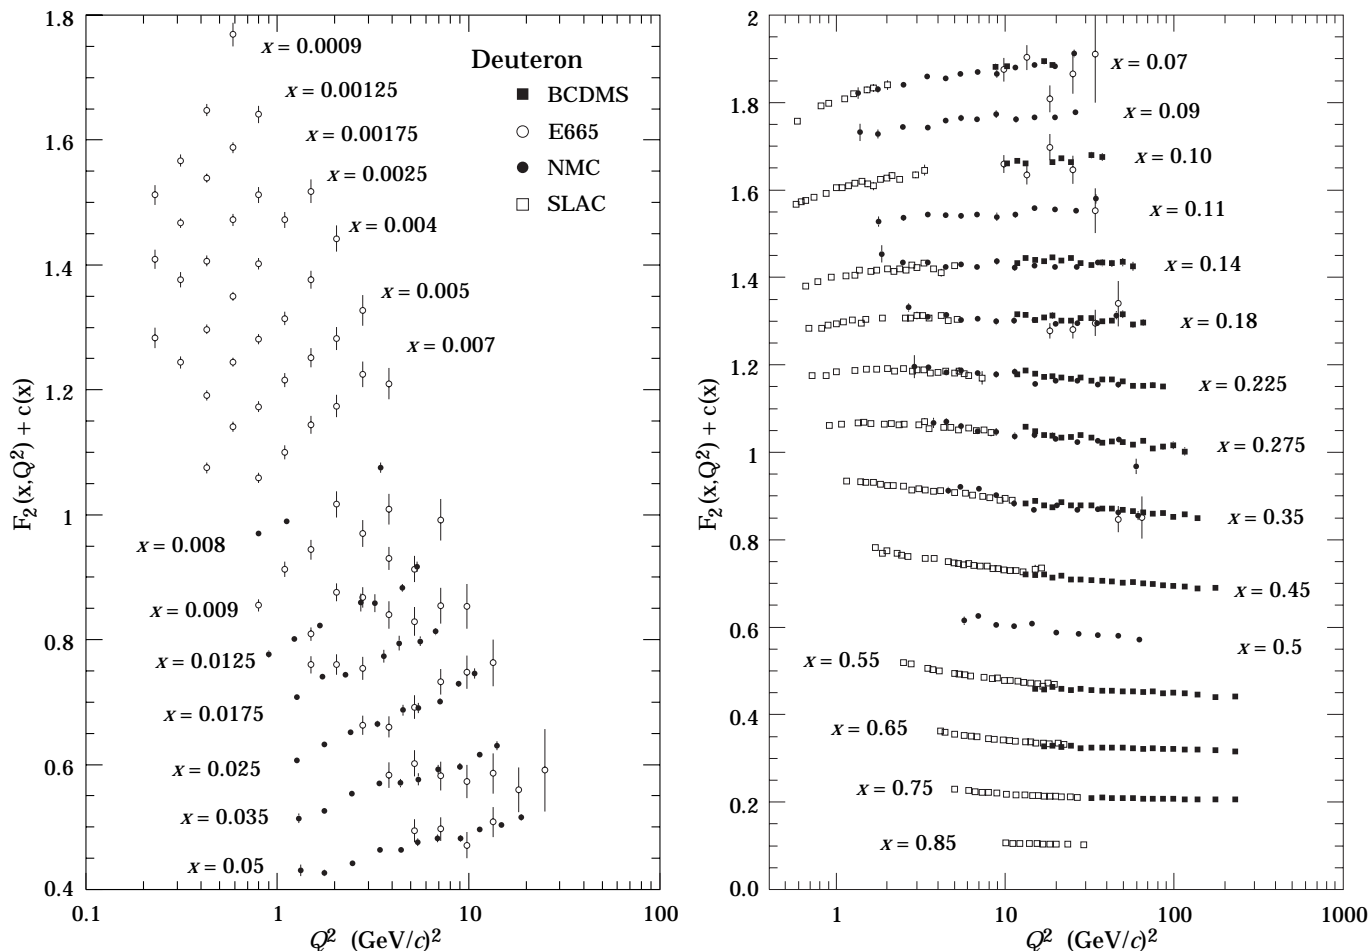 Deuteron
BCDMS
E665
NMC
SLAC
x = 0.0009
x = 0.00125
x = 0.00175
x = 0.0025
x = 0.004
x = 0.005
x = 0.007
x = 0.008
x = 0.009
x = 0.0125
x = 0.0175
x = 0.025
x = 0.035
x = 0.05
1.8
1.6
1.4
1.2
1
0.8
0.6
0.4
0.1
1
10
100
F₂(x,Q²) + c(x)
Q² (GeV/c)²
2
1.8
1.6
1.4
1.2
1
0.8
0.6
0.4
0.2
0.0
1
10
100
1000
F₂(x,Q²) + c(x)
Q² (GeV/c)²
x = 0.07
x = 0.09
x = 0.10
x = 0.11
x = 0.14
x = 0.18
x = 0.225
x = 0.275
x = 0.35
x = 0.45
x = 0.5
x = 0.55
x = 0.65
x = 0.75
x = 0.85